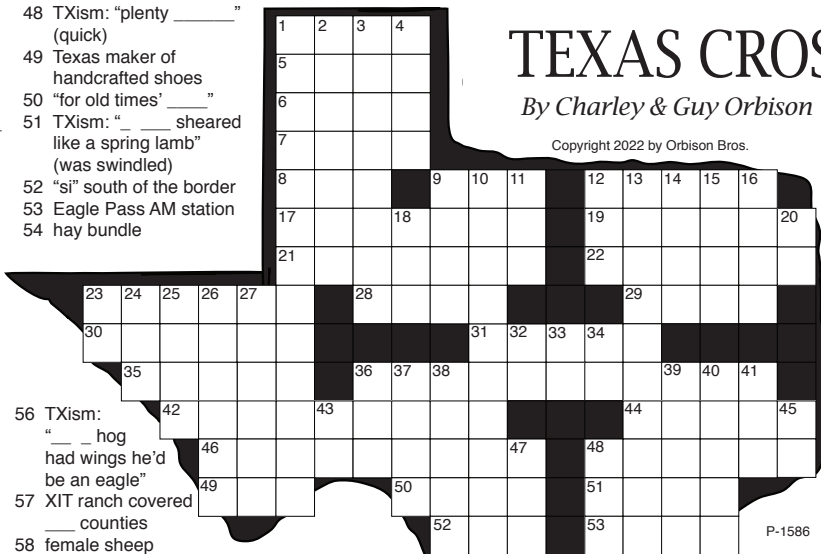 48 TXism: “plenty ______”
(quick)
49 Texas maker of
handcrafted shoes
50 “for old times’ ____”
51 TXism: “_ ___ sheared
like a spring lamb”
(was swindled)
52 “si” south of the border
53 Eagle Pass AM station
54 hay bundle
56 TXism:
“__ _ hog
had wings he’d
be an eagle”
57 XIT ranch covered
___ counties
58 female sheep
TEXAS CROS
By Charley & Guy Orbison
Copyright 2022 by Orbison Bros.
1 2 3 4
5
6
7
8 9 10 11 12 13 14 15 16
17 18 19 20
21 22
23 24 25 26 27 28 29
30 31 32 33 34
35 36 37 38 39 40 41
42 43 44 45
46 47 48
49 50 51
52 53
P-1586